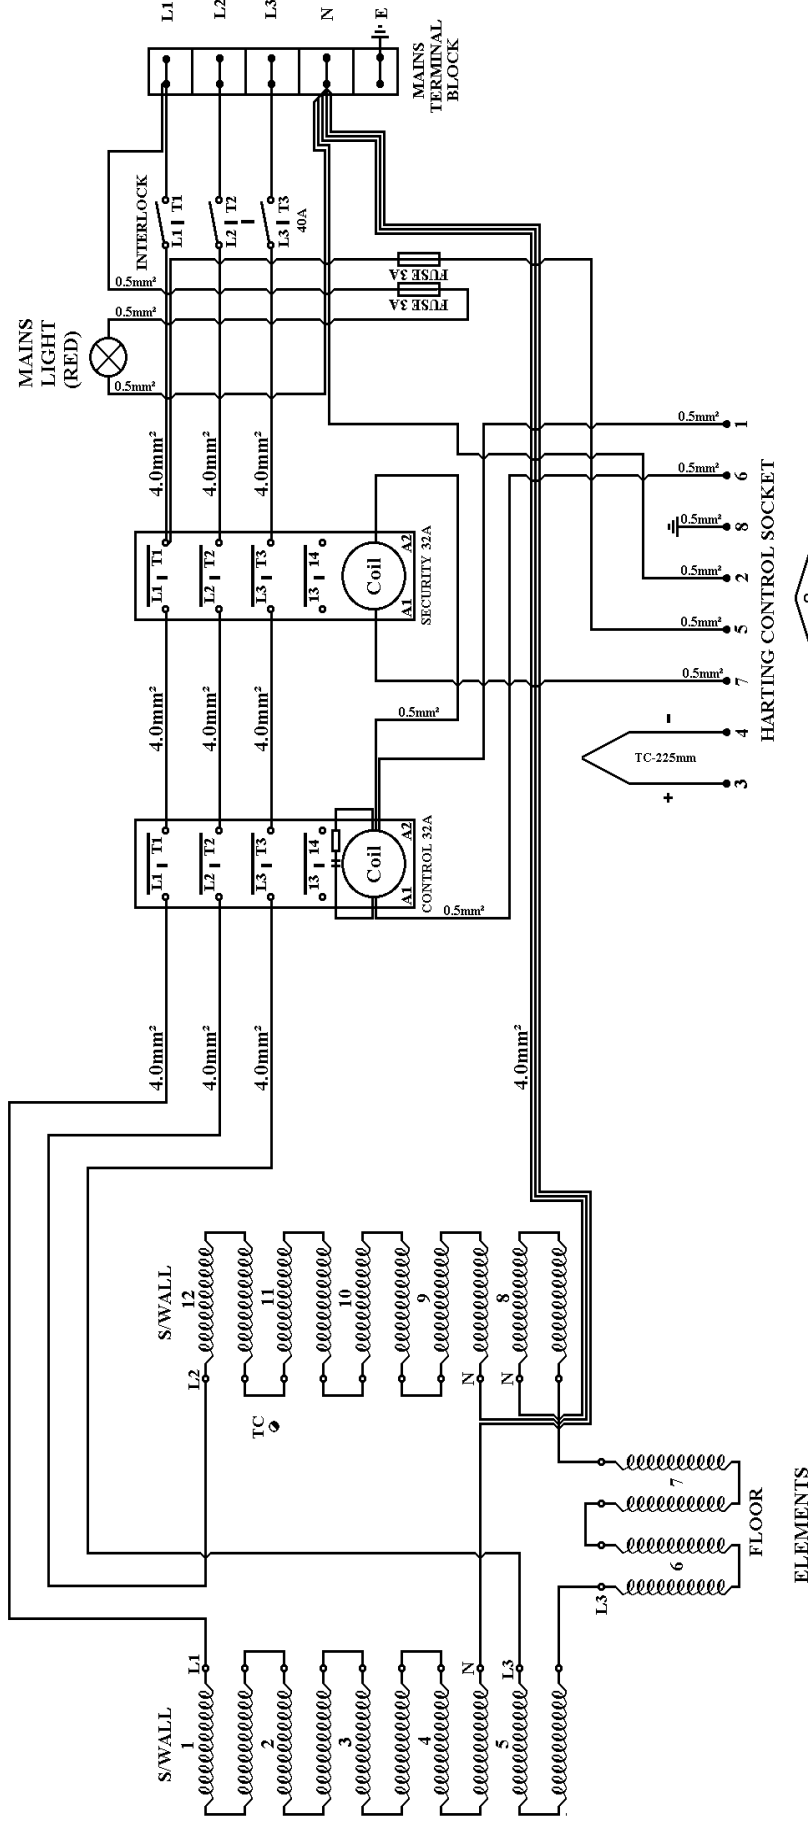 L1
L2
L3
N
E
MAINS
TERMINAL
BLOCK
INTERLOCK
L1 T1
L2 T2
L3 T3
40A
FUSE 3A
FUSE 3A
0.5mm²
0.5mm²
0.5mm²
MAINS
LIGHT
(RED)
4.0mm²
4.0mm²
4.0mm²
L1 T1
L2 T2
L3 T3
13 14
Coil
A1 A2
SECURITY 32A
4.0mm²
4.0mm²
4.0mm²
0.5mm²
L1 T1
L2 T2
L3 T3
13 14
Coil
A1 A2
CONTROL 32A
0.5mm²
0.5mm²
1
0.5mm²
6
0.5mm²
8
0.5mm²
2
0.5mm²
5
0.5mm²
7
-
4
TC-225mm
+
3
HARTING CONTROL SOCKET
4.0mm²
4.0mm²
4.0mm²
4.0mm²
S/WALL
12
11
10
9
8
L2
N
N
TC
S/WALL
1
2
3
4
5
L1
N
L3
L3
6
7
FLOOR
ELEMENTS